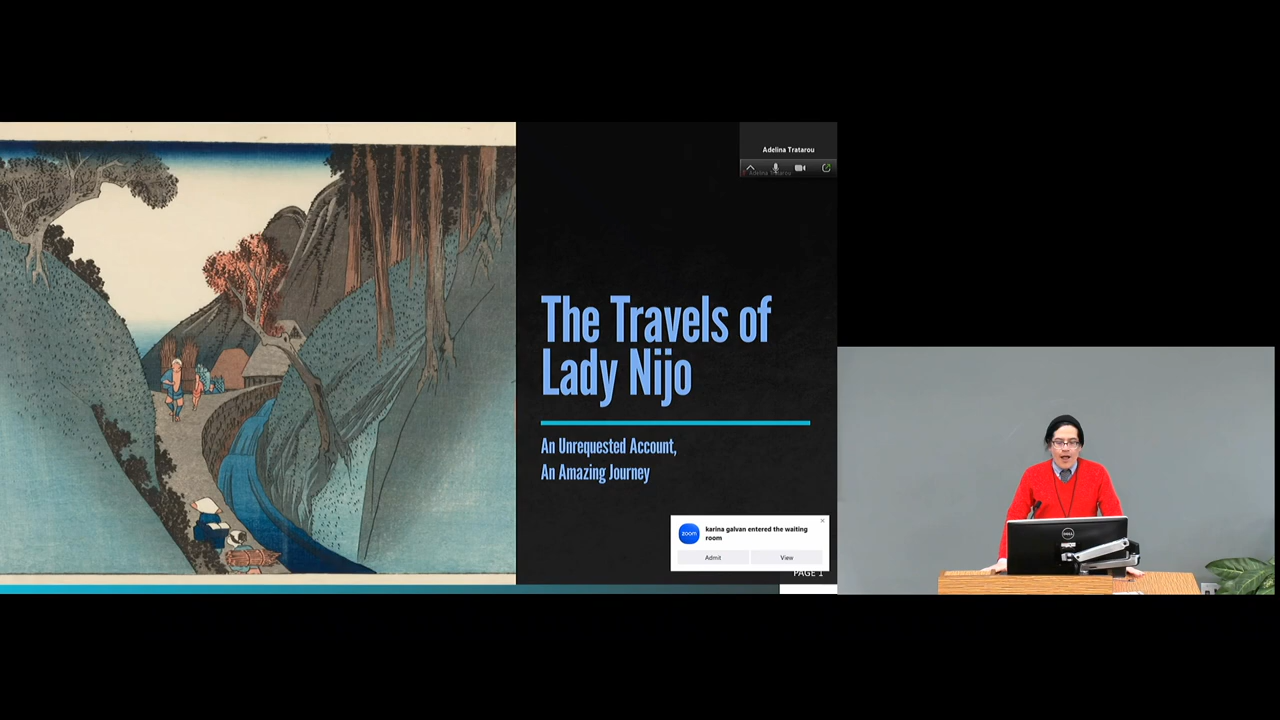 Adelina Tratarou
The Travels of
Lady Nijo
An Unrequested Account,
An Amazing Journey
zoom
karina galvan entered the waiting
room
Admit
View
PAGE 1
DELL